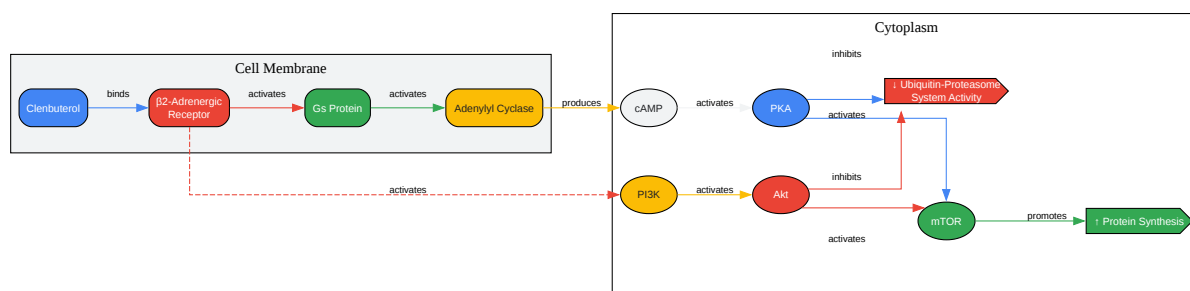 Cytoplasm
Cell Membrane
inhibits
Clenbuterol
binds
β2-Adrenergic
Receptor
activates
Gs Protein
activates
Adenylyl Cyclase
produces
cAMP
activates
PKA
↓ Ubiquitin-Proteasome
System Activity
activates
activates
PI3K
activates
Akt
inhibits
activates
mTOR
promotes
↑ Protein Synthesis